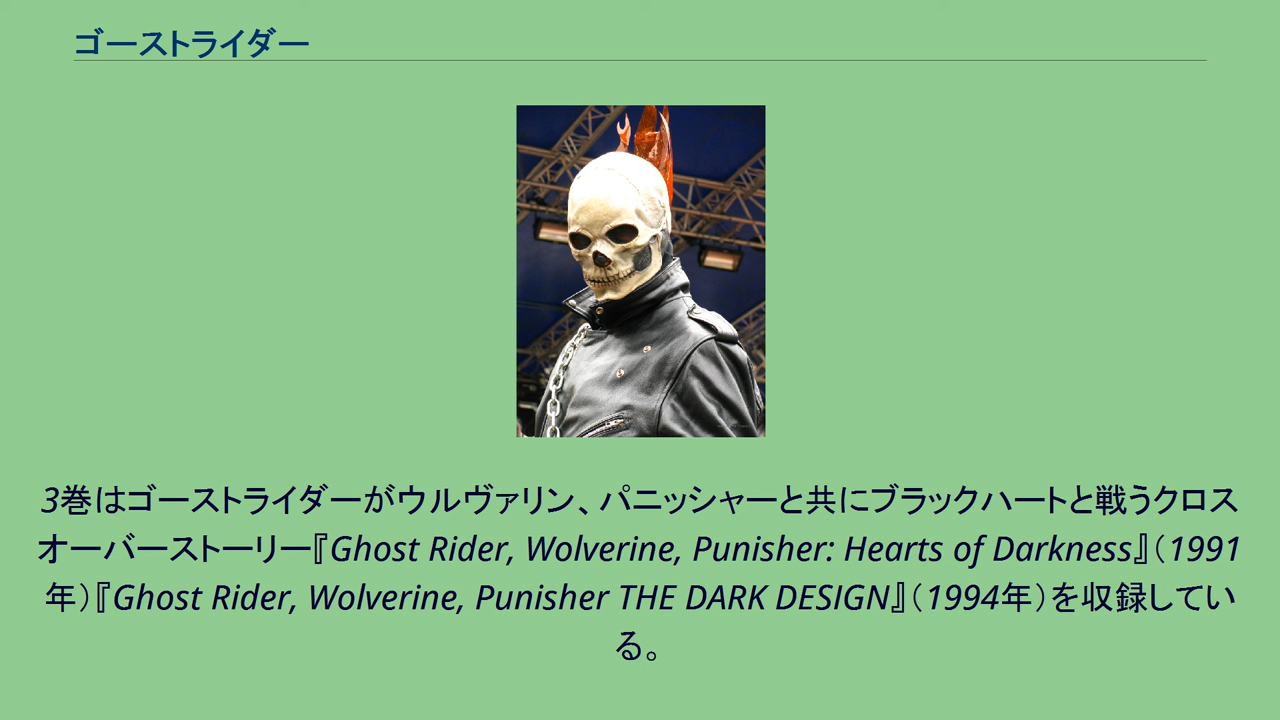 ゴーストライダー
3巻はゴーストライダーがウルヴァリン、パニッシャーと共にブラックハートと戦うクロス
オーバーストーリー『Ghost Rider, Wolverine, Punisher: Hearts of Darkness』（1991
年）『Ghost Rider, Wolverine, Punisher THE DARK DESIGN』（1994年）を収録してい
る。